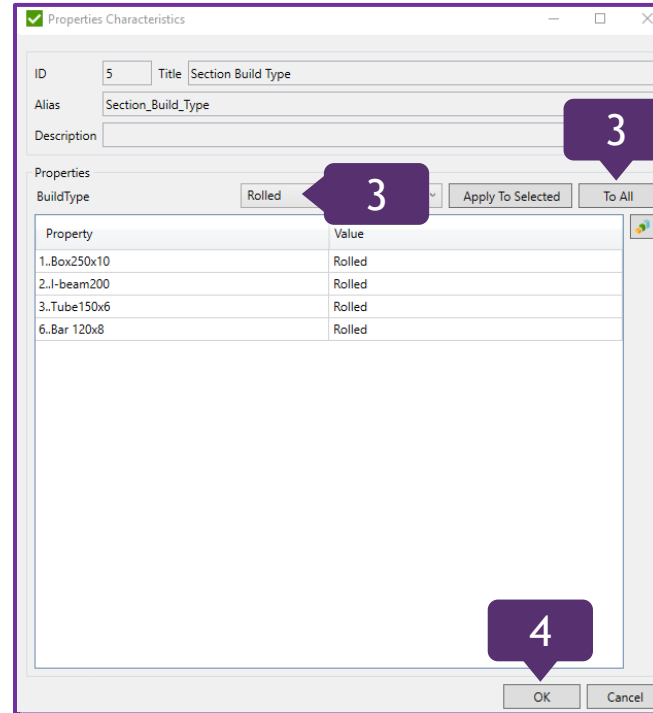 Properties Characteristics
ID 5 Title Section Build Type
Alias Section_Build_Type
Description
3
Properties
BuildType Rolled 3 Apply To Selected To All
Property Value
1..Box250x10 Rolled
2..I-beam200 Rolled
3..Tube150x6 Rolled
6..Bar 120x8 Rolled
4
OK Cancel